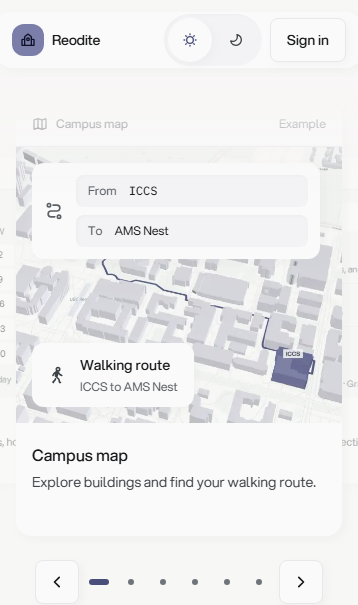 Reodite
Sign in
Campus map
Example
From ICCS
To AMS Nest
ICCS
Walking route
ICCS to AMS Nest
Campus map
Explore buildings and find your walking route.